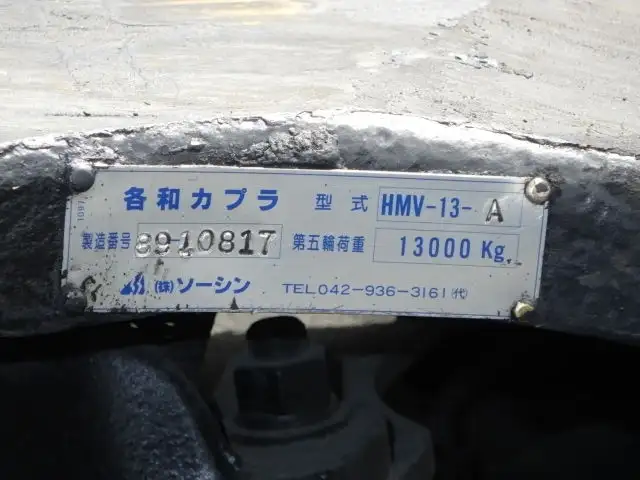 各和カプラ 型式 HMV-13-A
製造番号 8910817 第五輪荷重 13000 Kg
(株)ソーシン TEL 042-936-3161(代)
1097